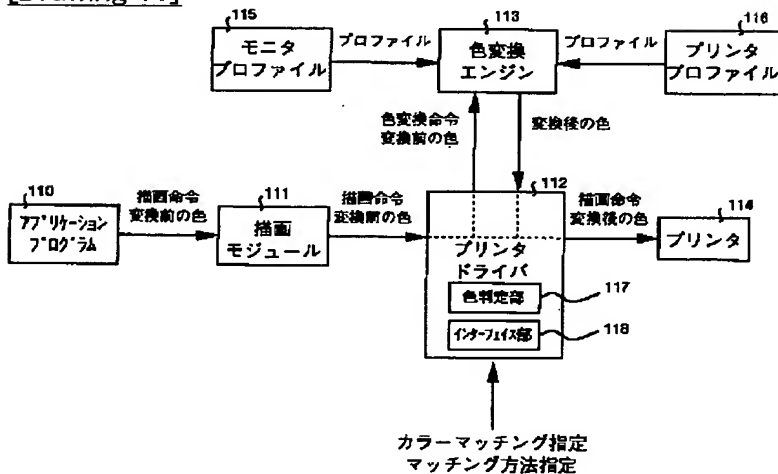 115
モニタ
プロファイル
プロファイル
113
色変換
エンジン
プロファイル
116
プリンタ
プロファイル
色変換命令
変換前の色
変換後の色
110
アプリケーション
プログラム
描画命令
変換前の色
111
描画
モジュール
描画命令
変換前の色
112
プリンタ
ドライバ
色判定部
117
インターフェイス部
118
描画命令
変換後の色
114
プリンタ
カラーマッチング指定
マッチング方法指定